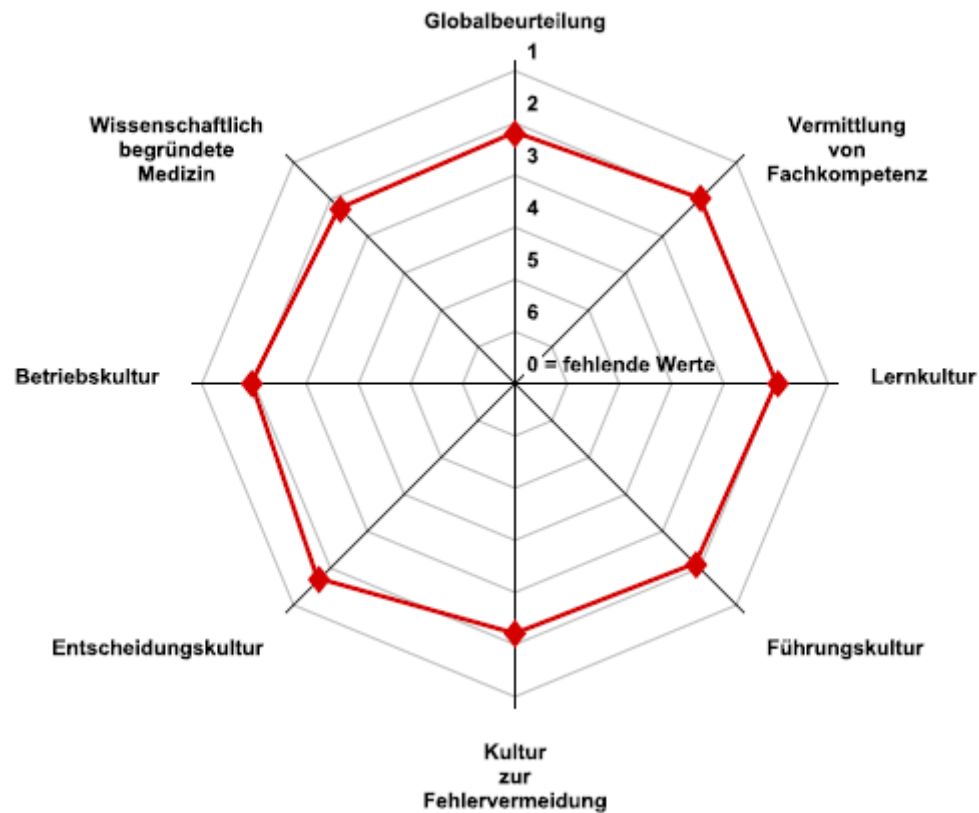 Globalbeurteilung
1
2
3
4
5
6
0 = fehlende Werte
Vermittlung
von
Fachkompetenz
Lernkultur
Führungskultur
Kultur
zur
Fehlervermeidung
Entscheidungskultur
Betriebskultur
Wissenschaftlich
begründete
Medizin